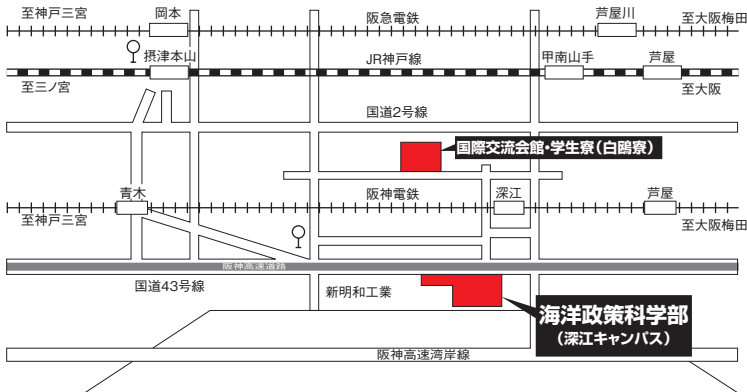 至神戸三宮
岡本
阪急電鉄
芦屋川
至大阪梅田
摂津本山
JR神戸線
甲南山手
芦屋
至三ノ宮
至大阪
国道2号線
国際交流会館・学生寮(白鷗寮)
青木
阪神電鉄
深江
芦屋
至神戸三宮
至大阪梅田
阪神高速道路
国道43号線
新明和工業
海洋政策科学部
(深江キャンパス)
阪神高速湾岸線